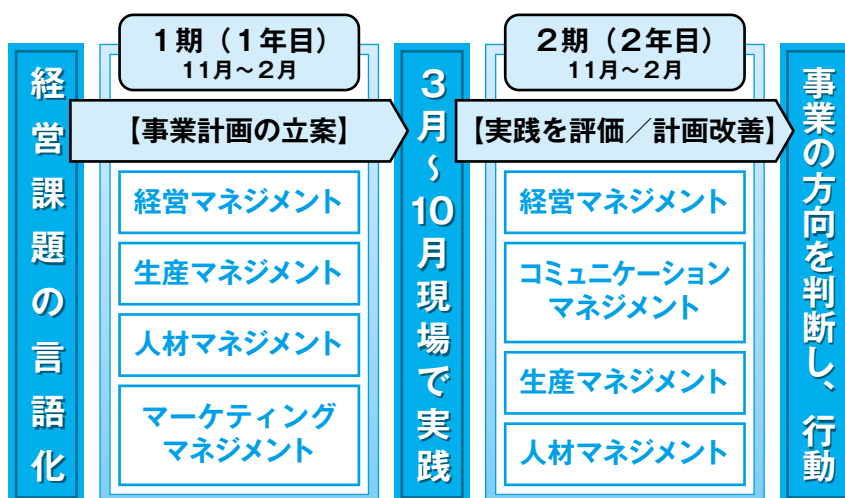 経営課題の言語化
1期（1年目）
11月～2月
【事業計画の立案】
経営マネジメント
生産マネジメント
人材マネジメント
マーケティング
マネジメント
3月～10月現場で実践
2期（2年目）
11月～2月
【実践を評価／計画改善】
経営マネジメント
コミュニケーション
マネジメント
生産マネジメント
人材マネジメント
事業の方向を判断し、行動